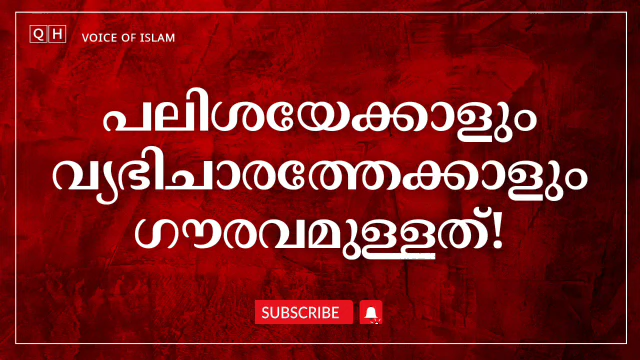 QH VOICE OF ISLAM
പലിശയേക്കാളും
വ്യഭിചാരത്തേക്കാളും
ഗൗരവമുള്ളത്!
SUBSCRIBE